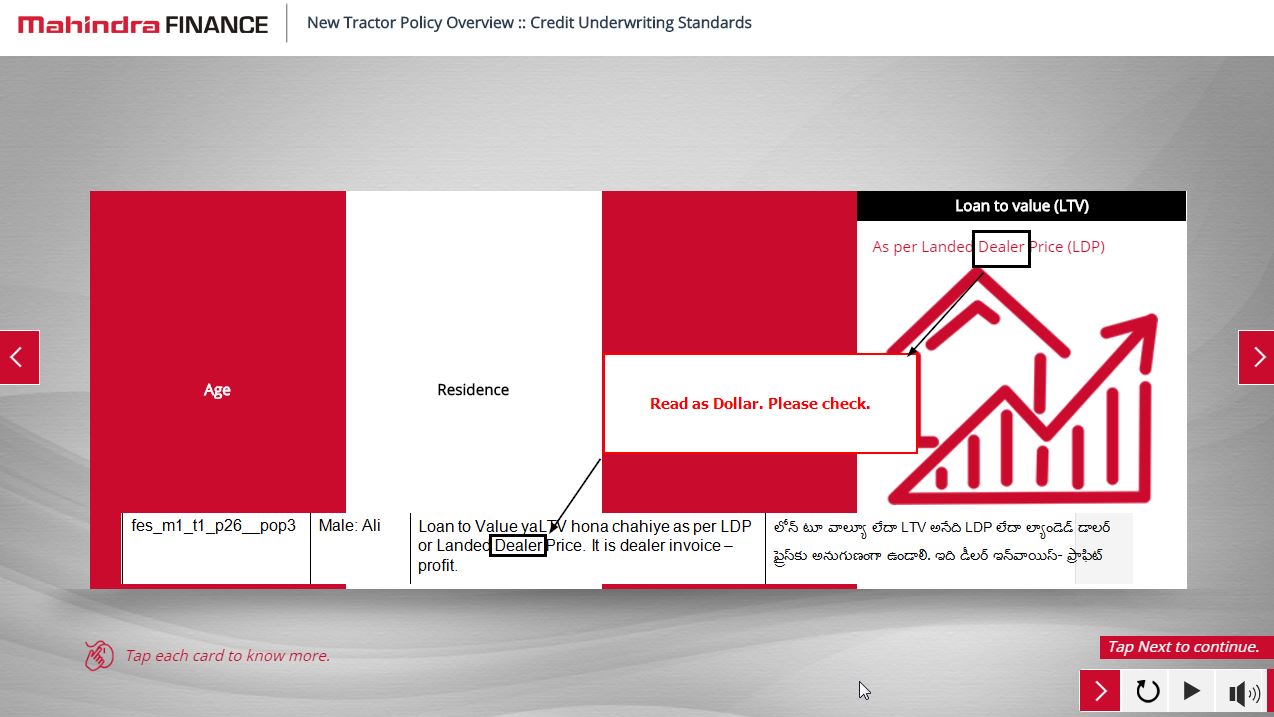 Mahindra FINANCE
New Tractor Policy Overview :: Credit Underwriting Standards
Loan to value (LTV)
As per Landed Dealer Price (LDP)
Age
Residence
Read as Dollar. Please check.
fes_m1_t1_p26__pop3
Male: Ali
Loan to Value ya LTV hona chahiye as per LDP
or Landed Dealer Price. It is dealer invoice –
profit.
లోన్ టూ వాల్యూ లేదా LTV అనేది LDP లేదా ల్యాండెడ్ డాలర్
ప్రైస్‌కు అనుగుణంగా ఉండాలి. ఇది డీలర్ ఇన్‌వాయిస్- ప్రాఫిట్
Tap each card to know more.
Tap Next to continue.